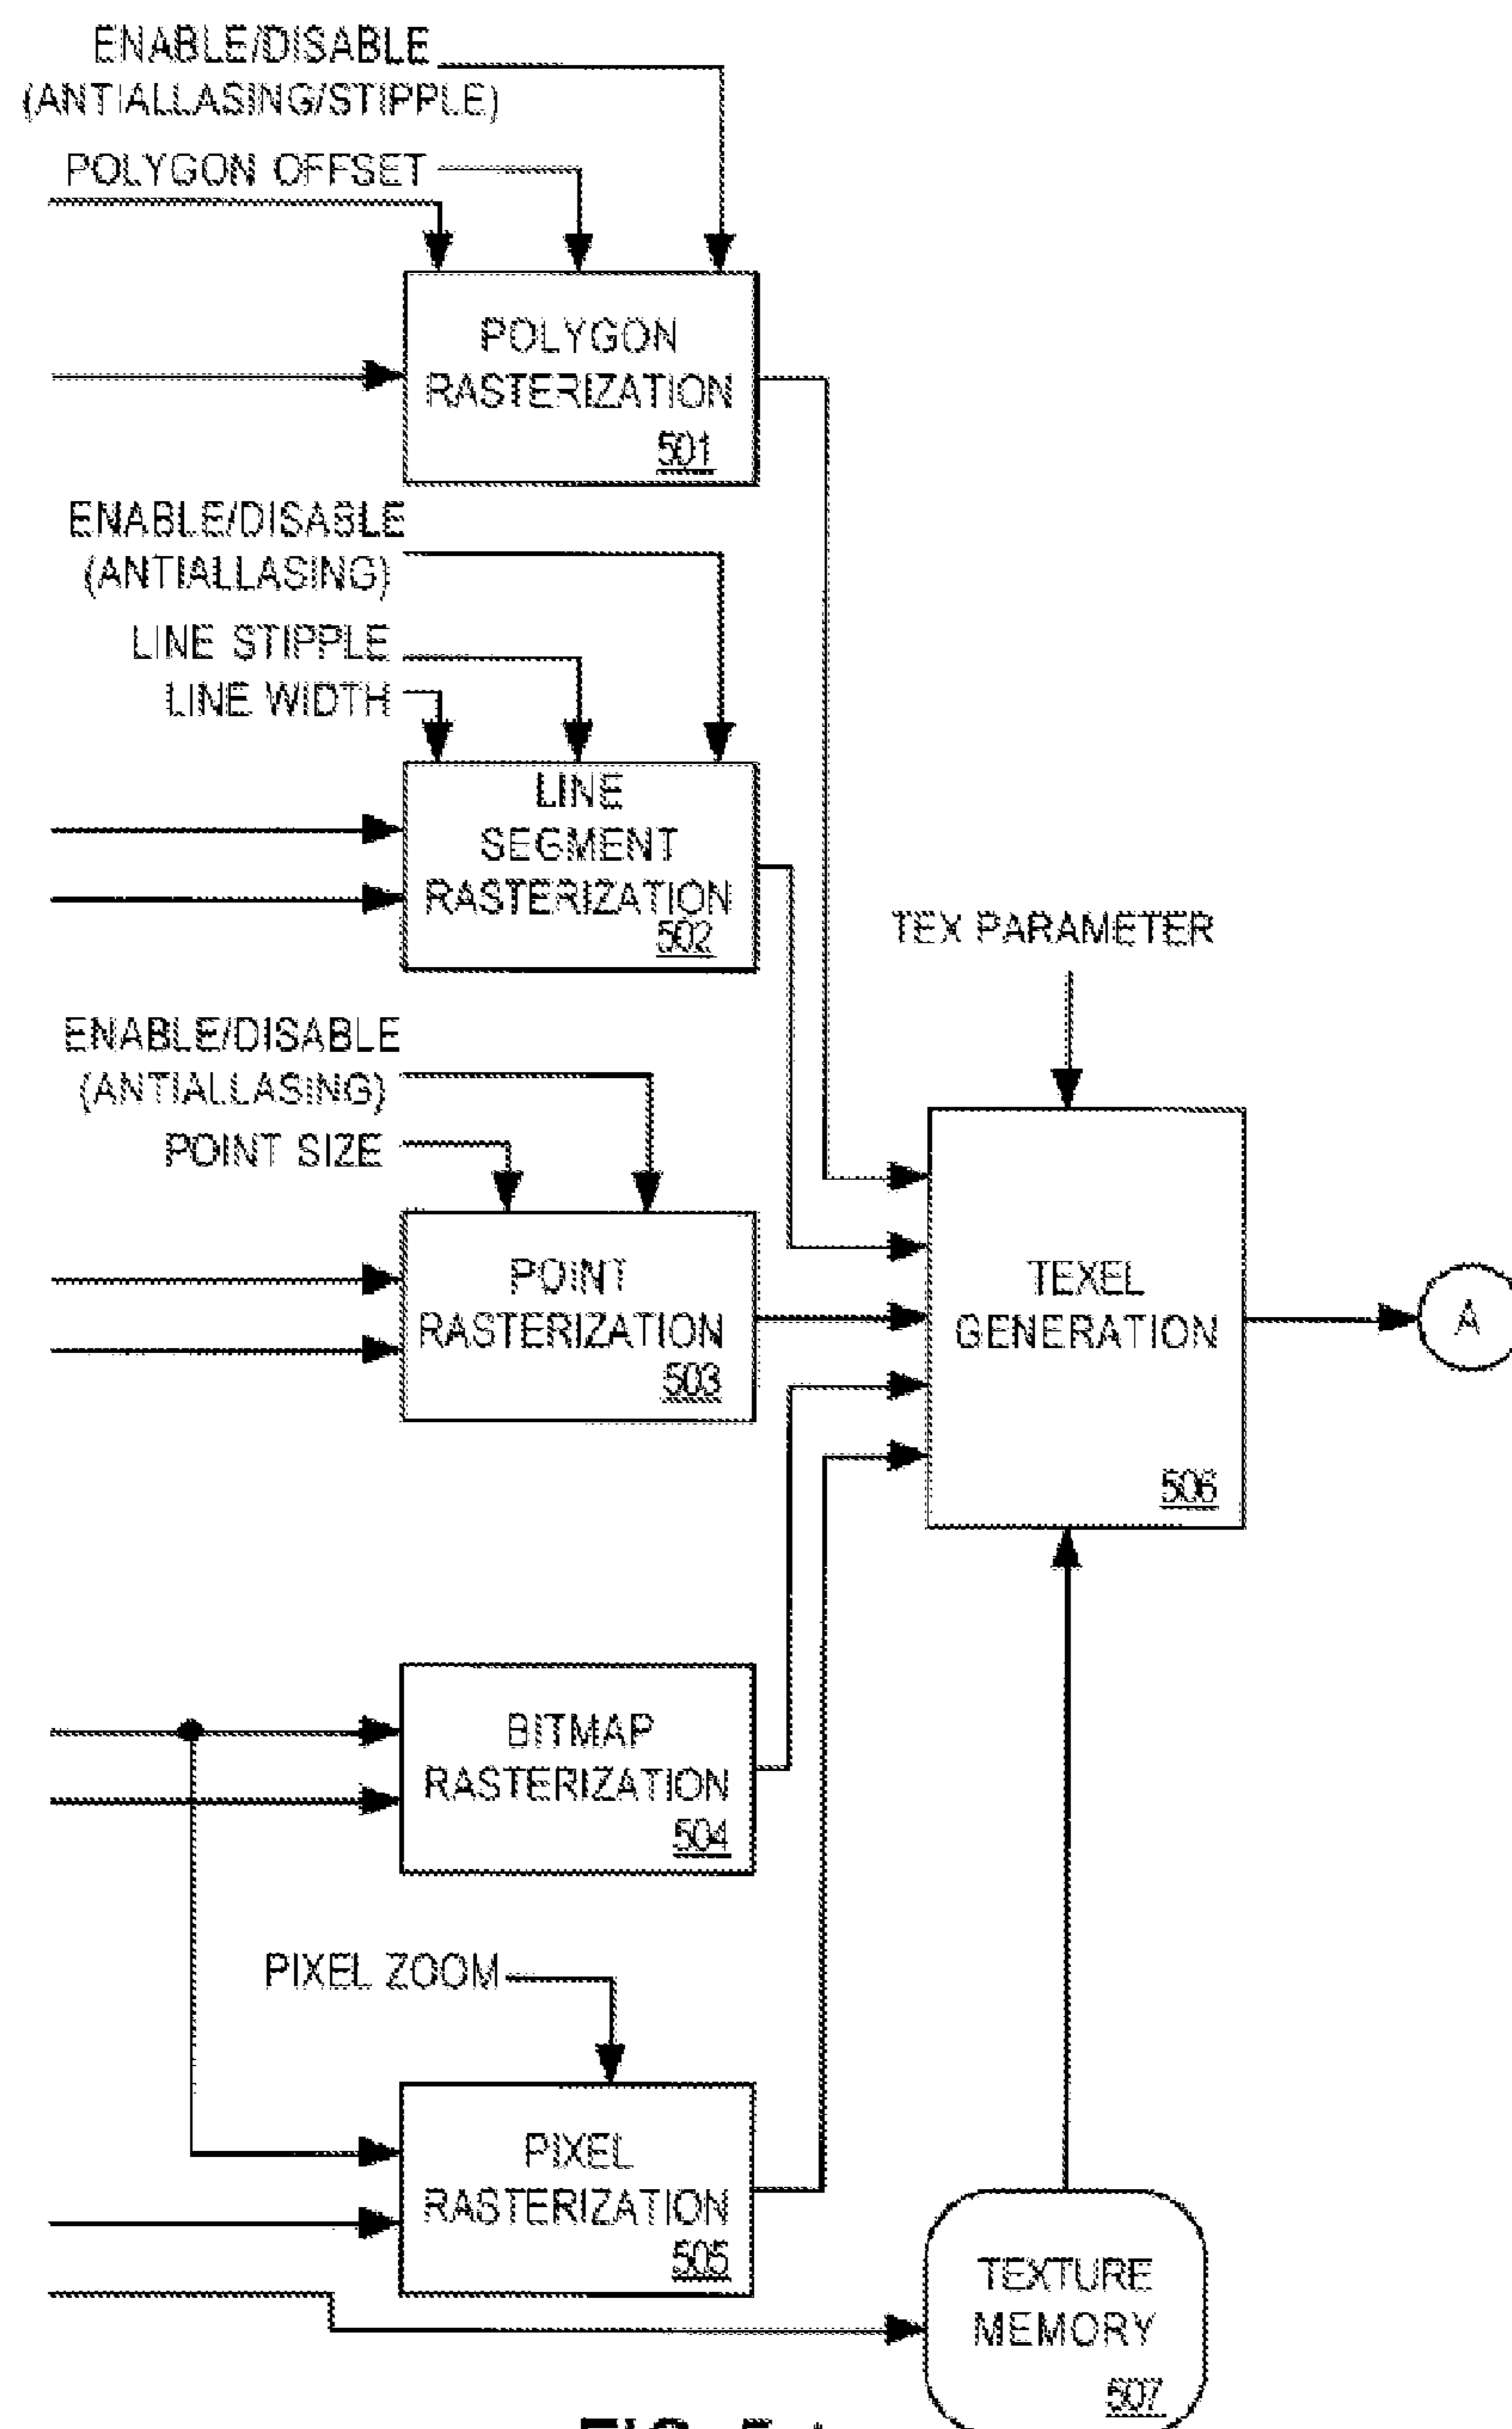 ENABLE/DISABLE
(ANTIALLASING/STIPPLE)
POLYGON OFFSET
POLYGON
RASTERIZATION
501
ENABLE/DISABLE
(ANTIALLASING)
LINE STIPPLE
LINE WIDTH
LINE
SEGMENT
RASTERIZATION
502
TEX PARAMETER
ENABLE/DISABLE
(ANTIALLASING)
POINT SIZE
POINT
RASTERIZATION
503
TEXEL
GENERATION
506
A
BITMAP
RASTERIZATION
504
PIXEL ZOOM
PIXEL
RASTERIZATION
505
TEXTURE
MEMORY
507